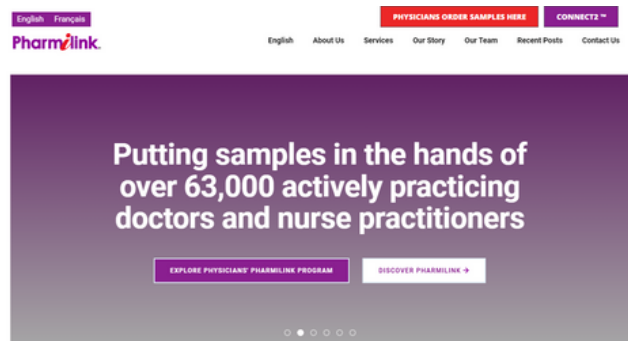 English Français
PHYSICIANS ORDER SAMPLES HERE
CONNECT2 ™
Pharmilink.
English About Us Services Our Story Our Team Recent Posts Contact Us
Putting samples in the hands of
over 63,000 actively practicing
doctors and nurse practitioners
EXPLORE PHYSICIANS' PHARMILINK PROGRAM
DISCOVER PHARMILINK →